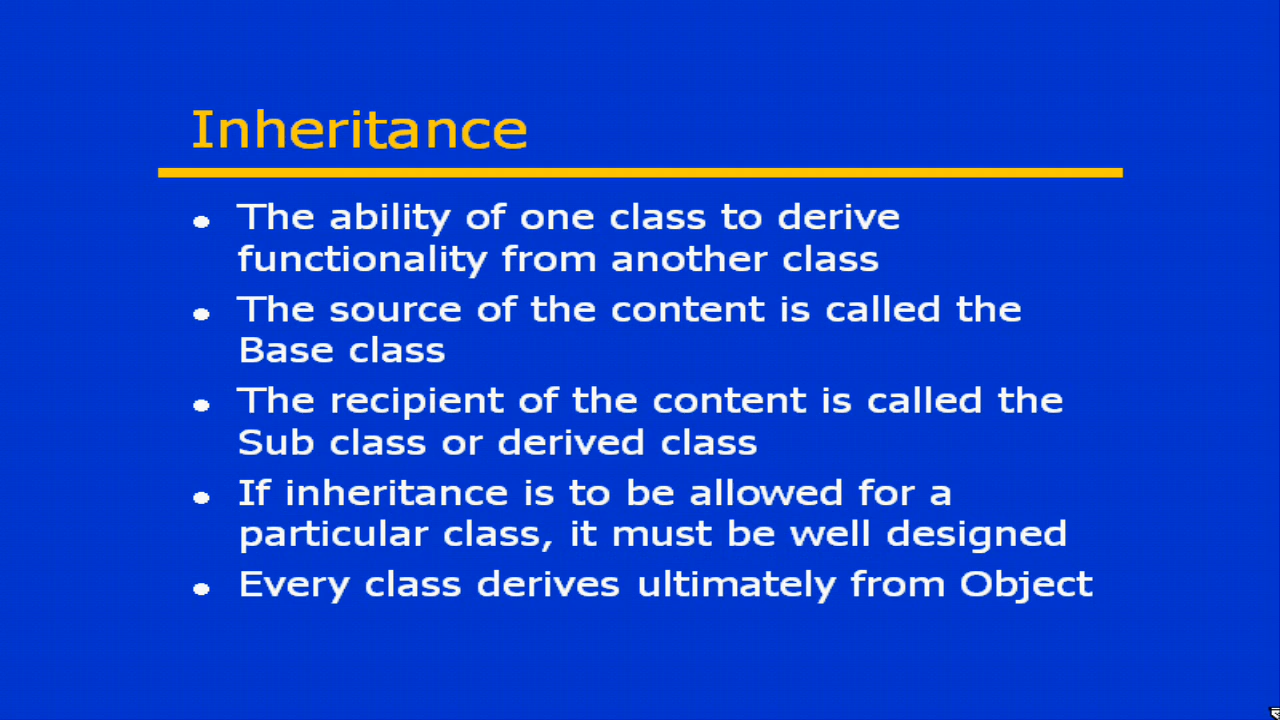 Inheritance
The ability of one class to derive
functionality from another class
The source of the content is called the
Base class
The recipient of the content is called the
Sub class or derived class
If inheritance is to be allowed for a
particular class, it must be well designed
Every class derives ultimately from Object